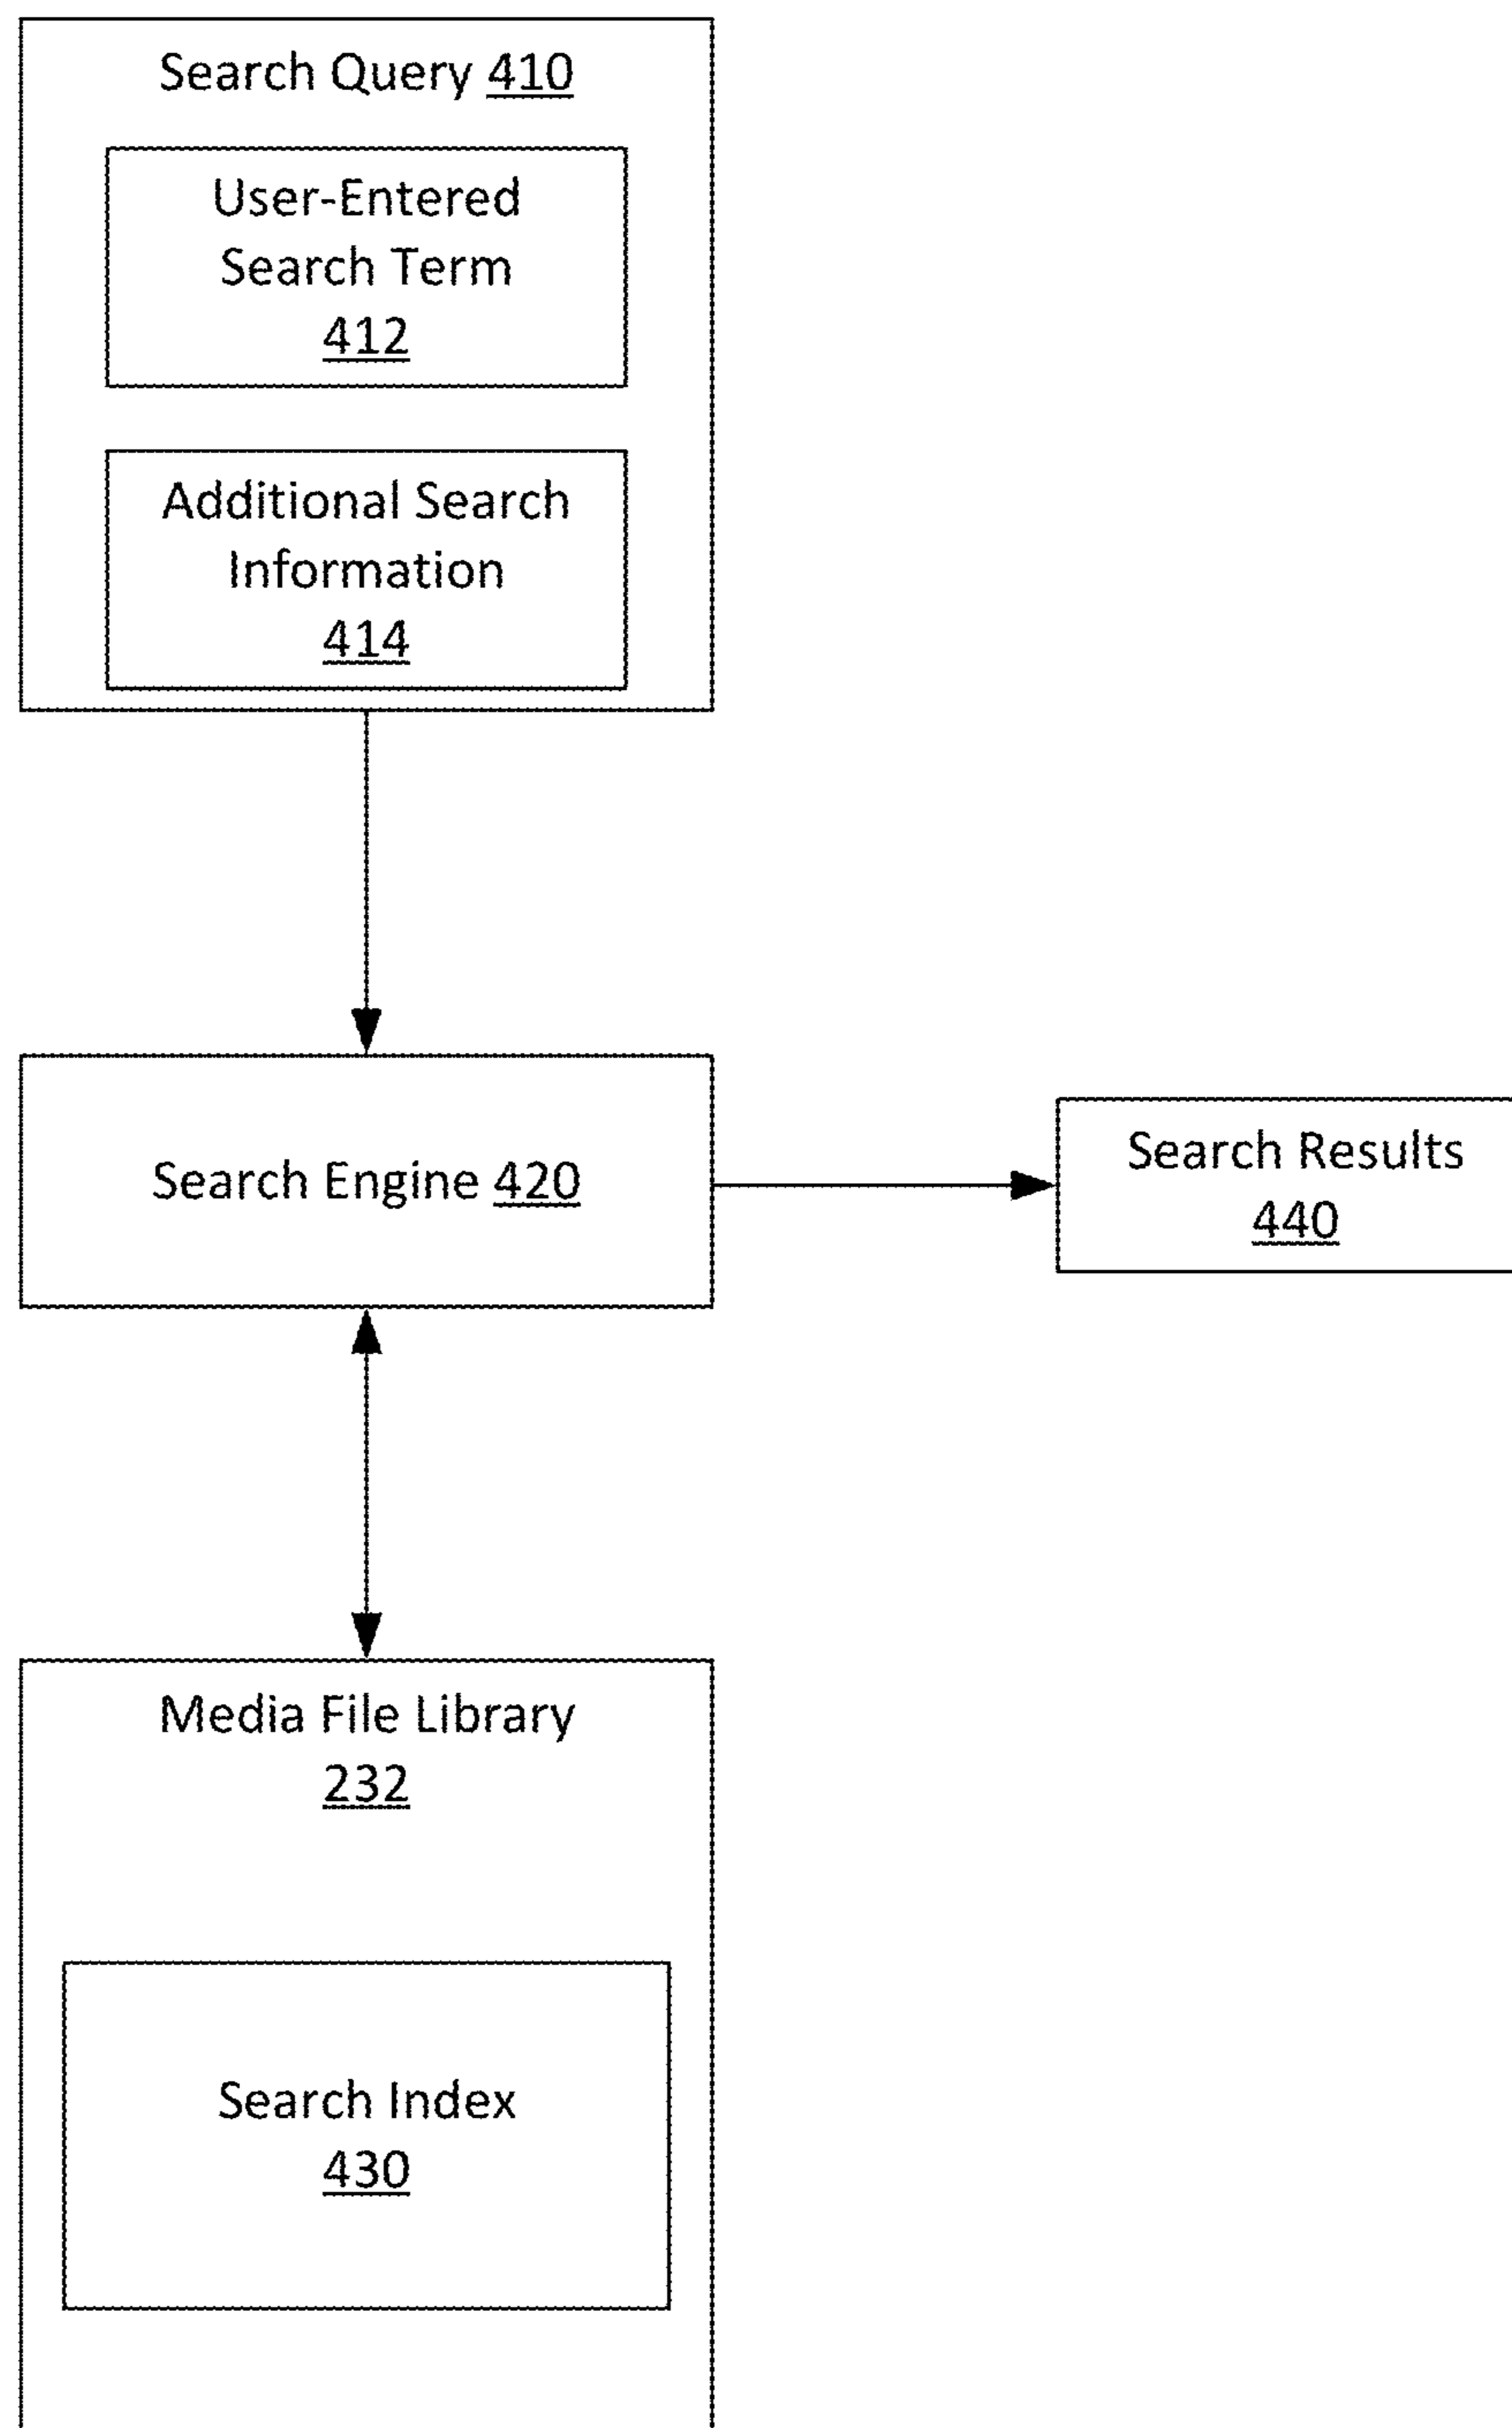 Search Query 410
User-Entered
Search Term
412
Additional Search
Information
414
Search Engine 420
Search Results
440
Media File Library
232
Search Index
430